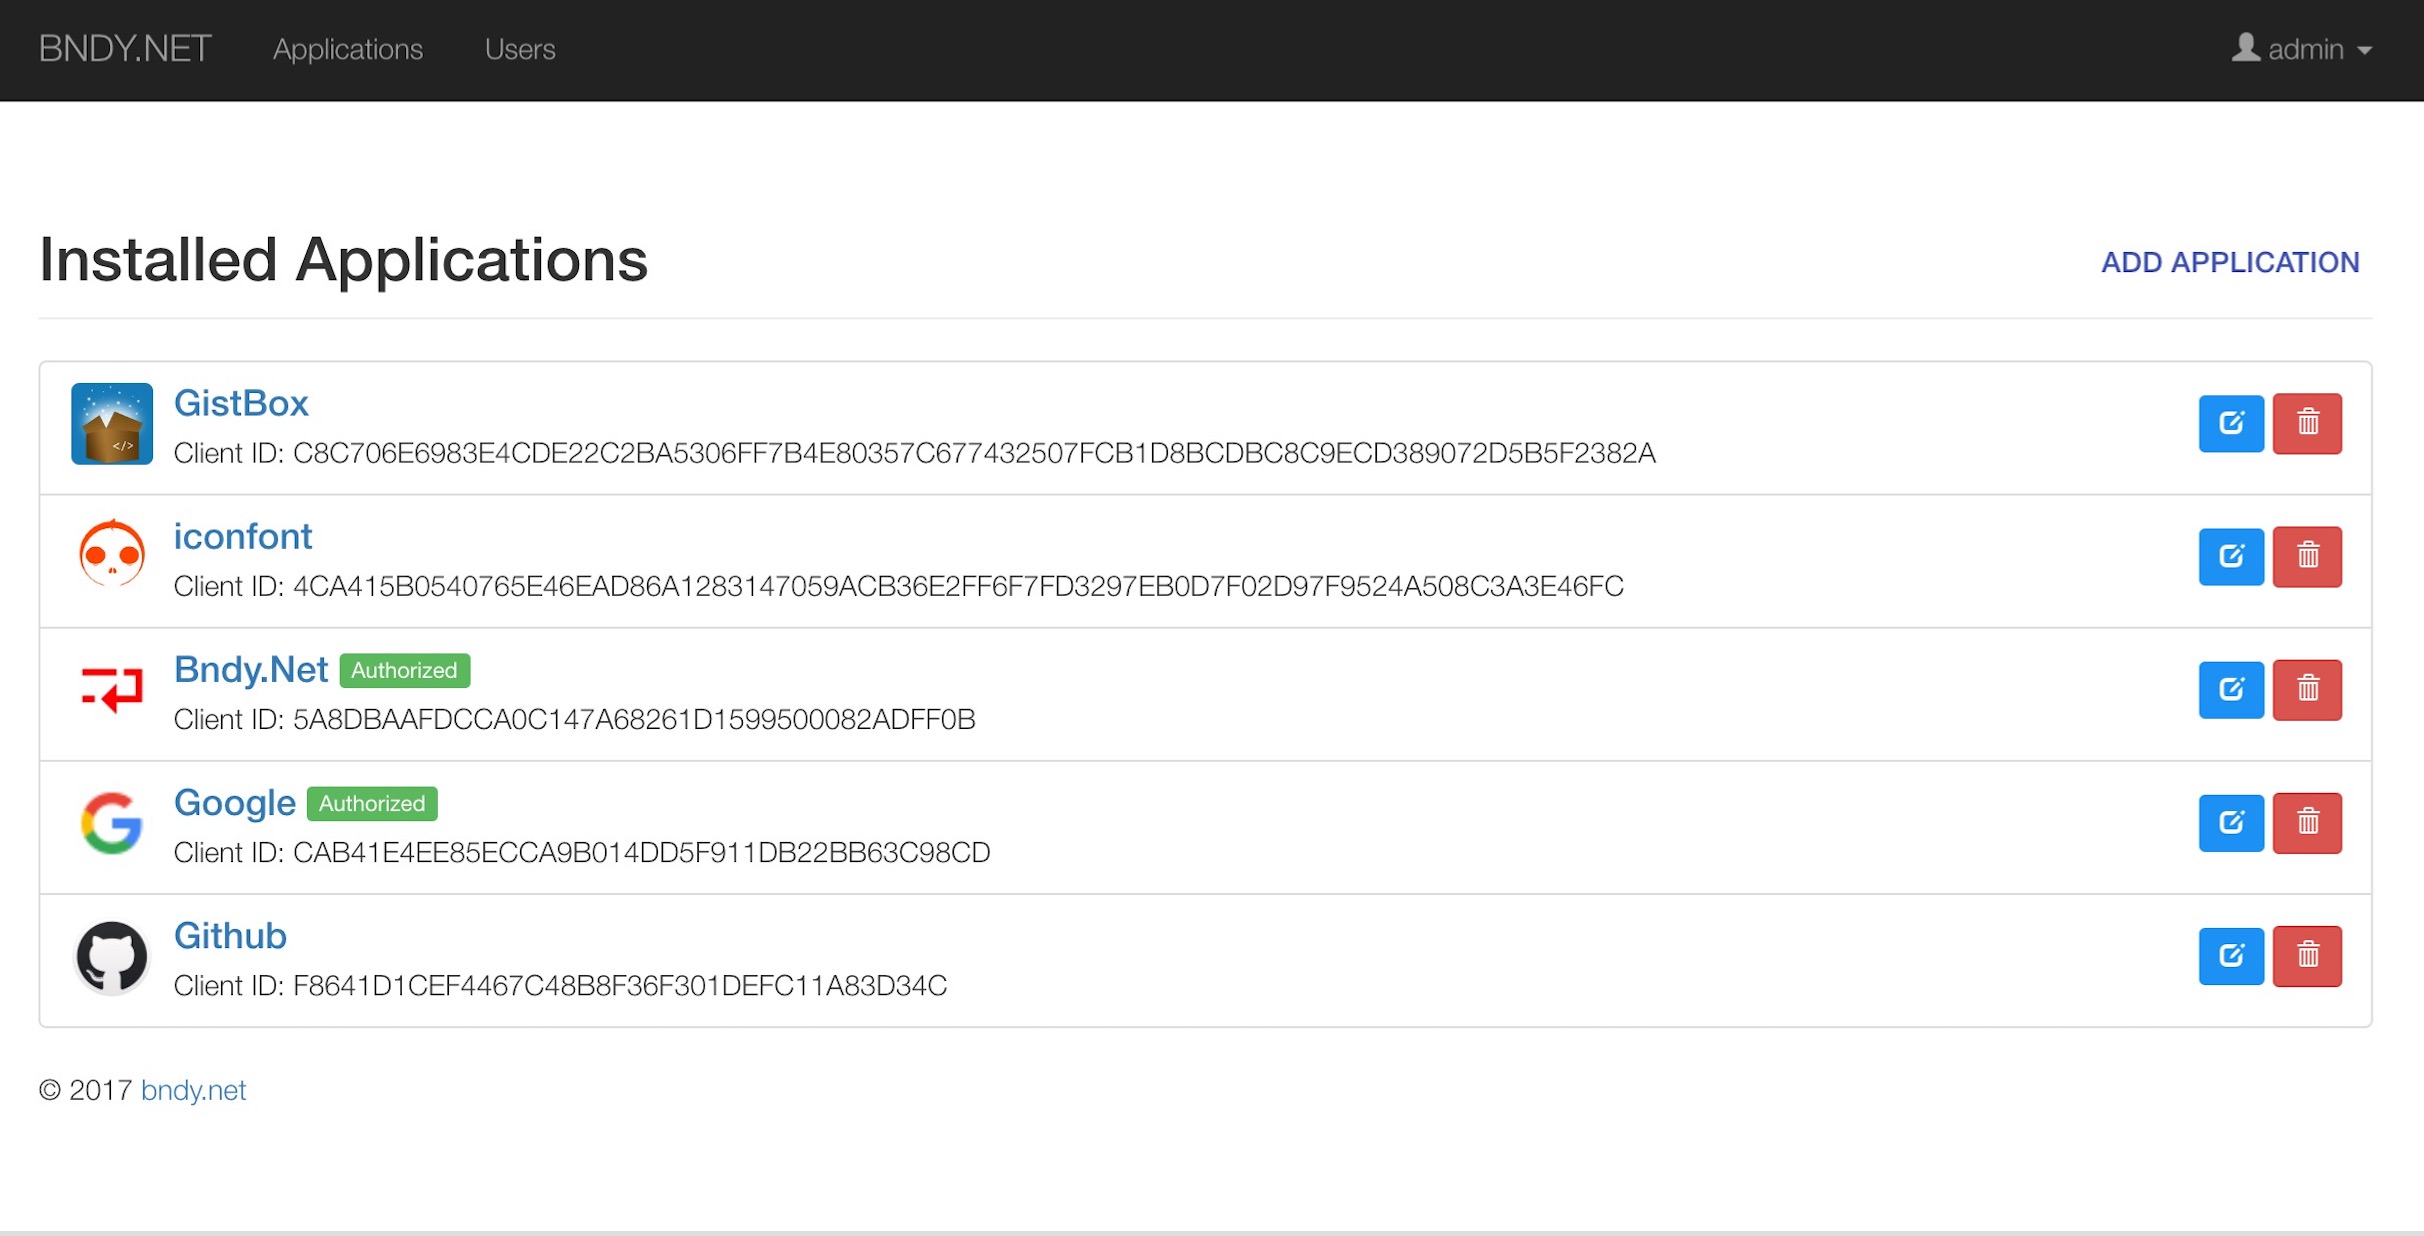 BNDY.NET Applications Users admin
Installed Applications ADD APPLICATION
GistBox
Client ID: C8C706E6983E4CDE22C2BA5306FF7B4E80357C677432507FCB1D8BCDBC8C9ECD389072D5B5F2382A
iconfont
Client ID: 4CA415B0540765E46EAD86A1283147059ACB36E2FF6F7FD3297EB0D7F02D97F9524A508C3A3E46FC
Bndy.Net Authorized
Client ID: 5A8DBAAFDCCA0C147A68261D1599500082ADFF0B
Google Authorized
Client ID: CAB41E4EE85ECCA9B014DD5F911DB22BB63C98CD
Github
Client ID: F8641D1CEF4467C48B8F36F301DEFC11A83D34C
© 2017 bndy.net